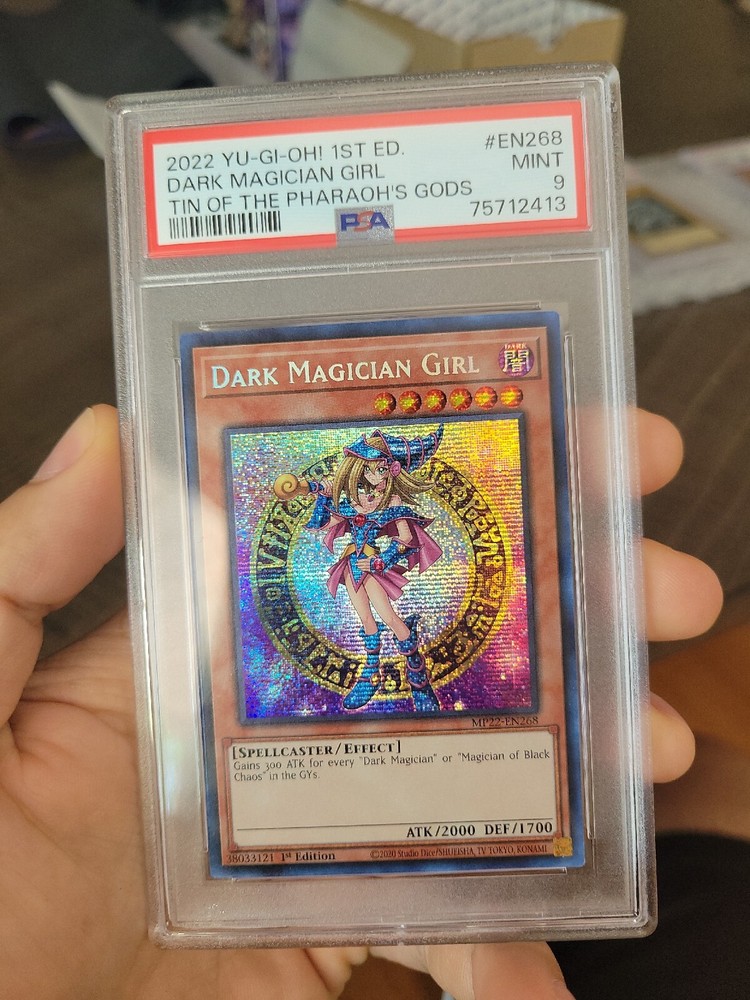 2022 YU-GI-OH! 1ST ED. #EN268
DARK MAGICIAN GIRL MINT
TIN OF THE PHARAOH'S GODS 9
PSA 75712413
DARK MAGICIAN GIRL
DARK
闇
MP22-EN268
[SPELLCASTER/EFFECT]
Gains 300 ATK for every "Dark Magician" or "Magician of Black
Chaos" in the GYs.
ATK/2000 DEF/1700
38033121 1st Edition ©2020 Studio Dice/SHUEISHA, TV TOKYO, KONAMI